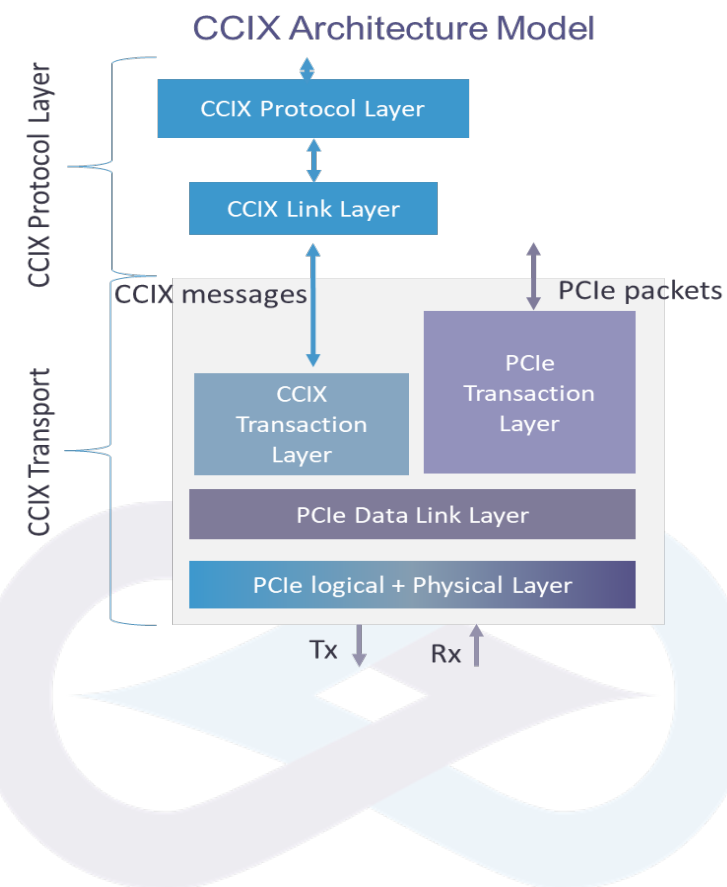 CCIX Architecture Model
CCIX Protocol Layer
CCIX Protocol Layer
CCIX Link Layer
CCIX messages
PCIe packets
CCIX Transport
CCIX
Transaction
Layer
PCIe
Transaction
Layer
PCIe Data Link Layer
PCIe logical + Physical Layer
Tx
Rx